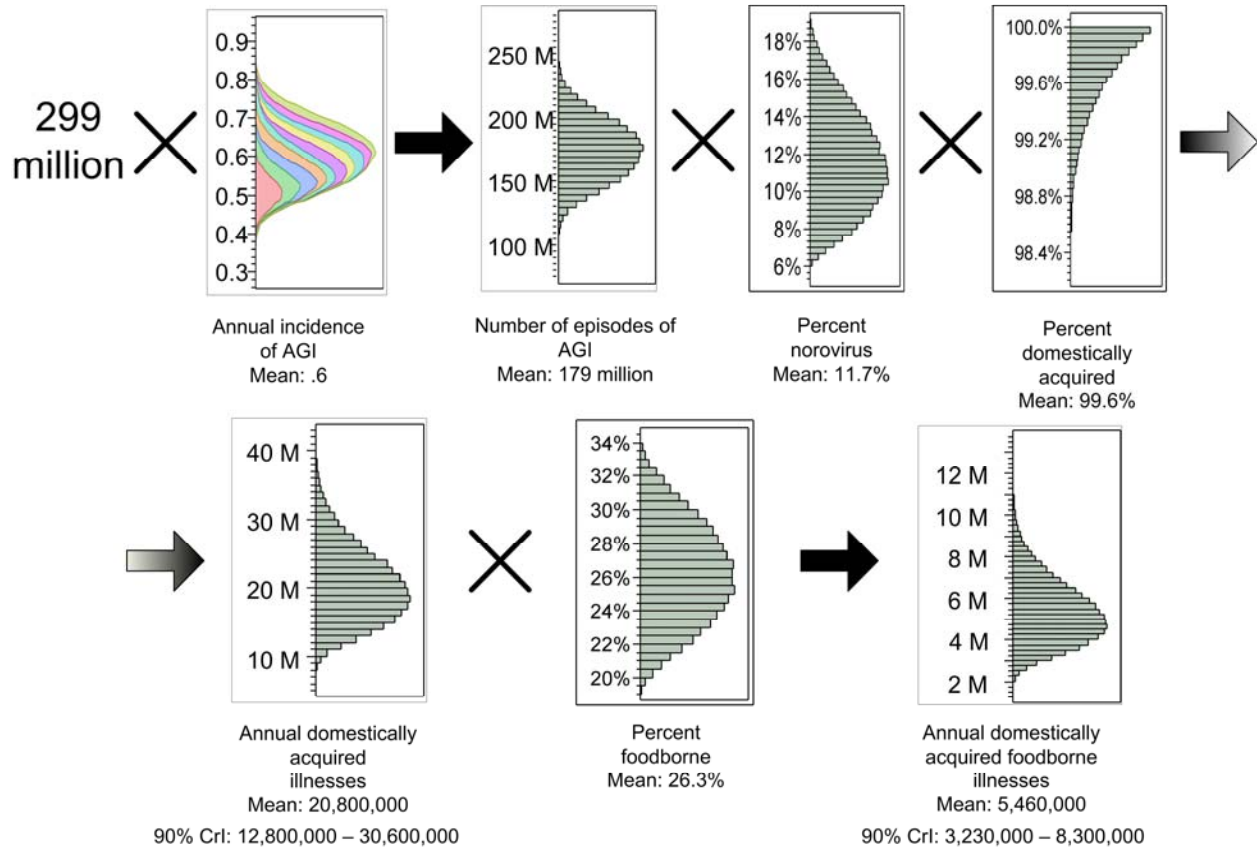 299
million
0.9
0.8
0.7
0.6
0.5
0.4
0.3
Annual incidence
of AGI
Mean: .6
250 M
200 M
150 M
100 M
Number of episodes of
AGI
Mean: 179 million
18%
16%
14%
12%
10%
8%
6%
Percent
norovirus
Mean: 11.7%
100.0%
99.6%
99.2%
98.8%
98.4%
Percent
domestically
acquired
Mean: 99.6%
40 M
30 M
20 M
10 M
Annual domestically
acquired
illnesses
Mean: 20,800,000
90% CrI: 12,800,000 – 30,600,000
34%
32%
30%
28%
26%
24%
22%
20%
Percent
foodborne
Mean: 26.3%
12 M
10 M
8 M
6 M
4 M
2 M
Annual domestically
acquired foodborne
illnesses
Mean: 5,460,000
90% CrI: 3,230,000 – 8,300,000